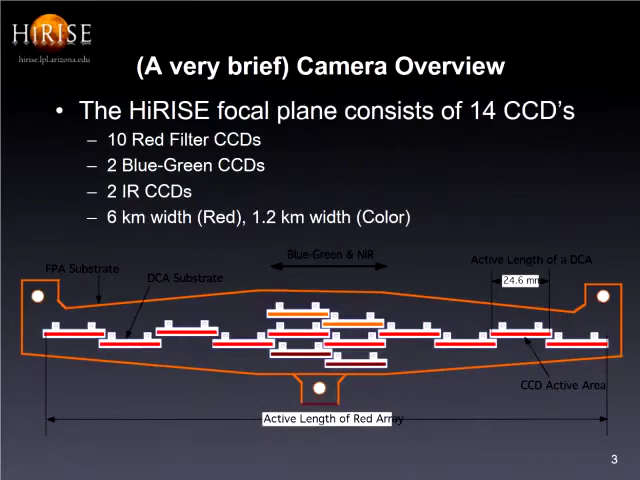 HiRISE
hirise.lpl.arizona.edu
(A very brief) Camera Overview
• The HiRISE focal plane consists of 14 CCD's
– 10 Red Filter CCDs
– 2 Blue-Green CCDs
– 2 IR CCDs
– 6 km width (Red), 1.2 km width (Color)
Blue-Green & NIR
Active Length of a DCA
FPA Substrate
DCA Substrate
24.6 mm
CCD Active Area
Active Length of Red Array
3